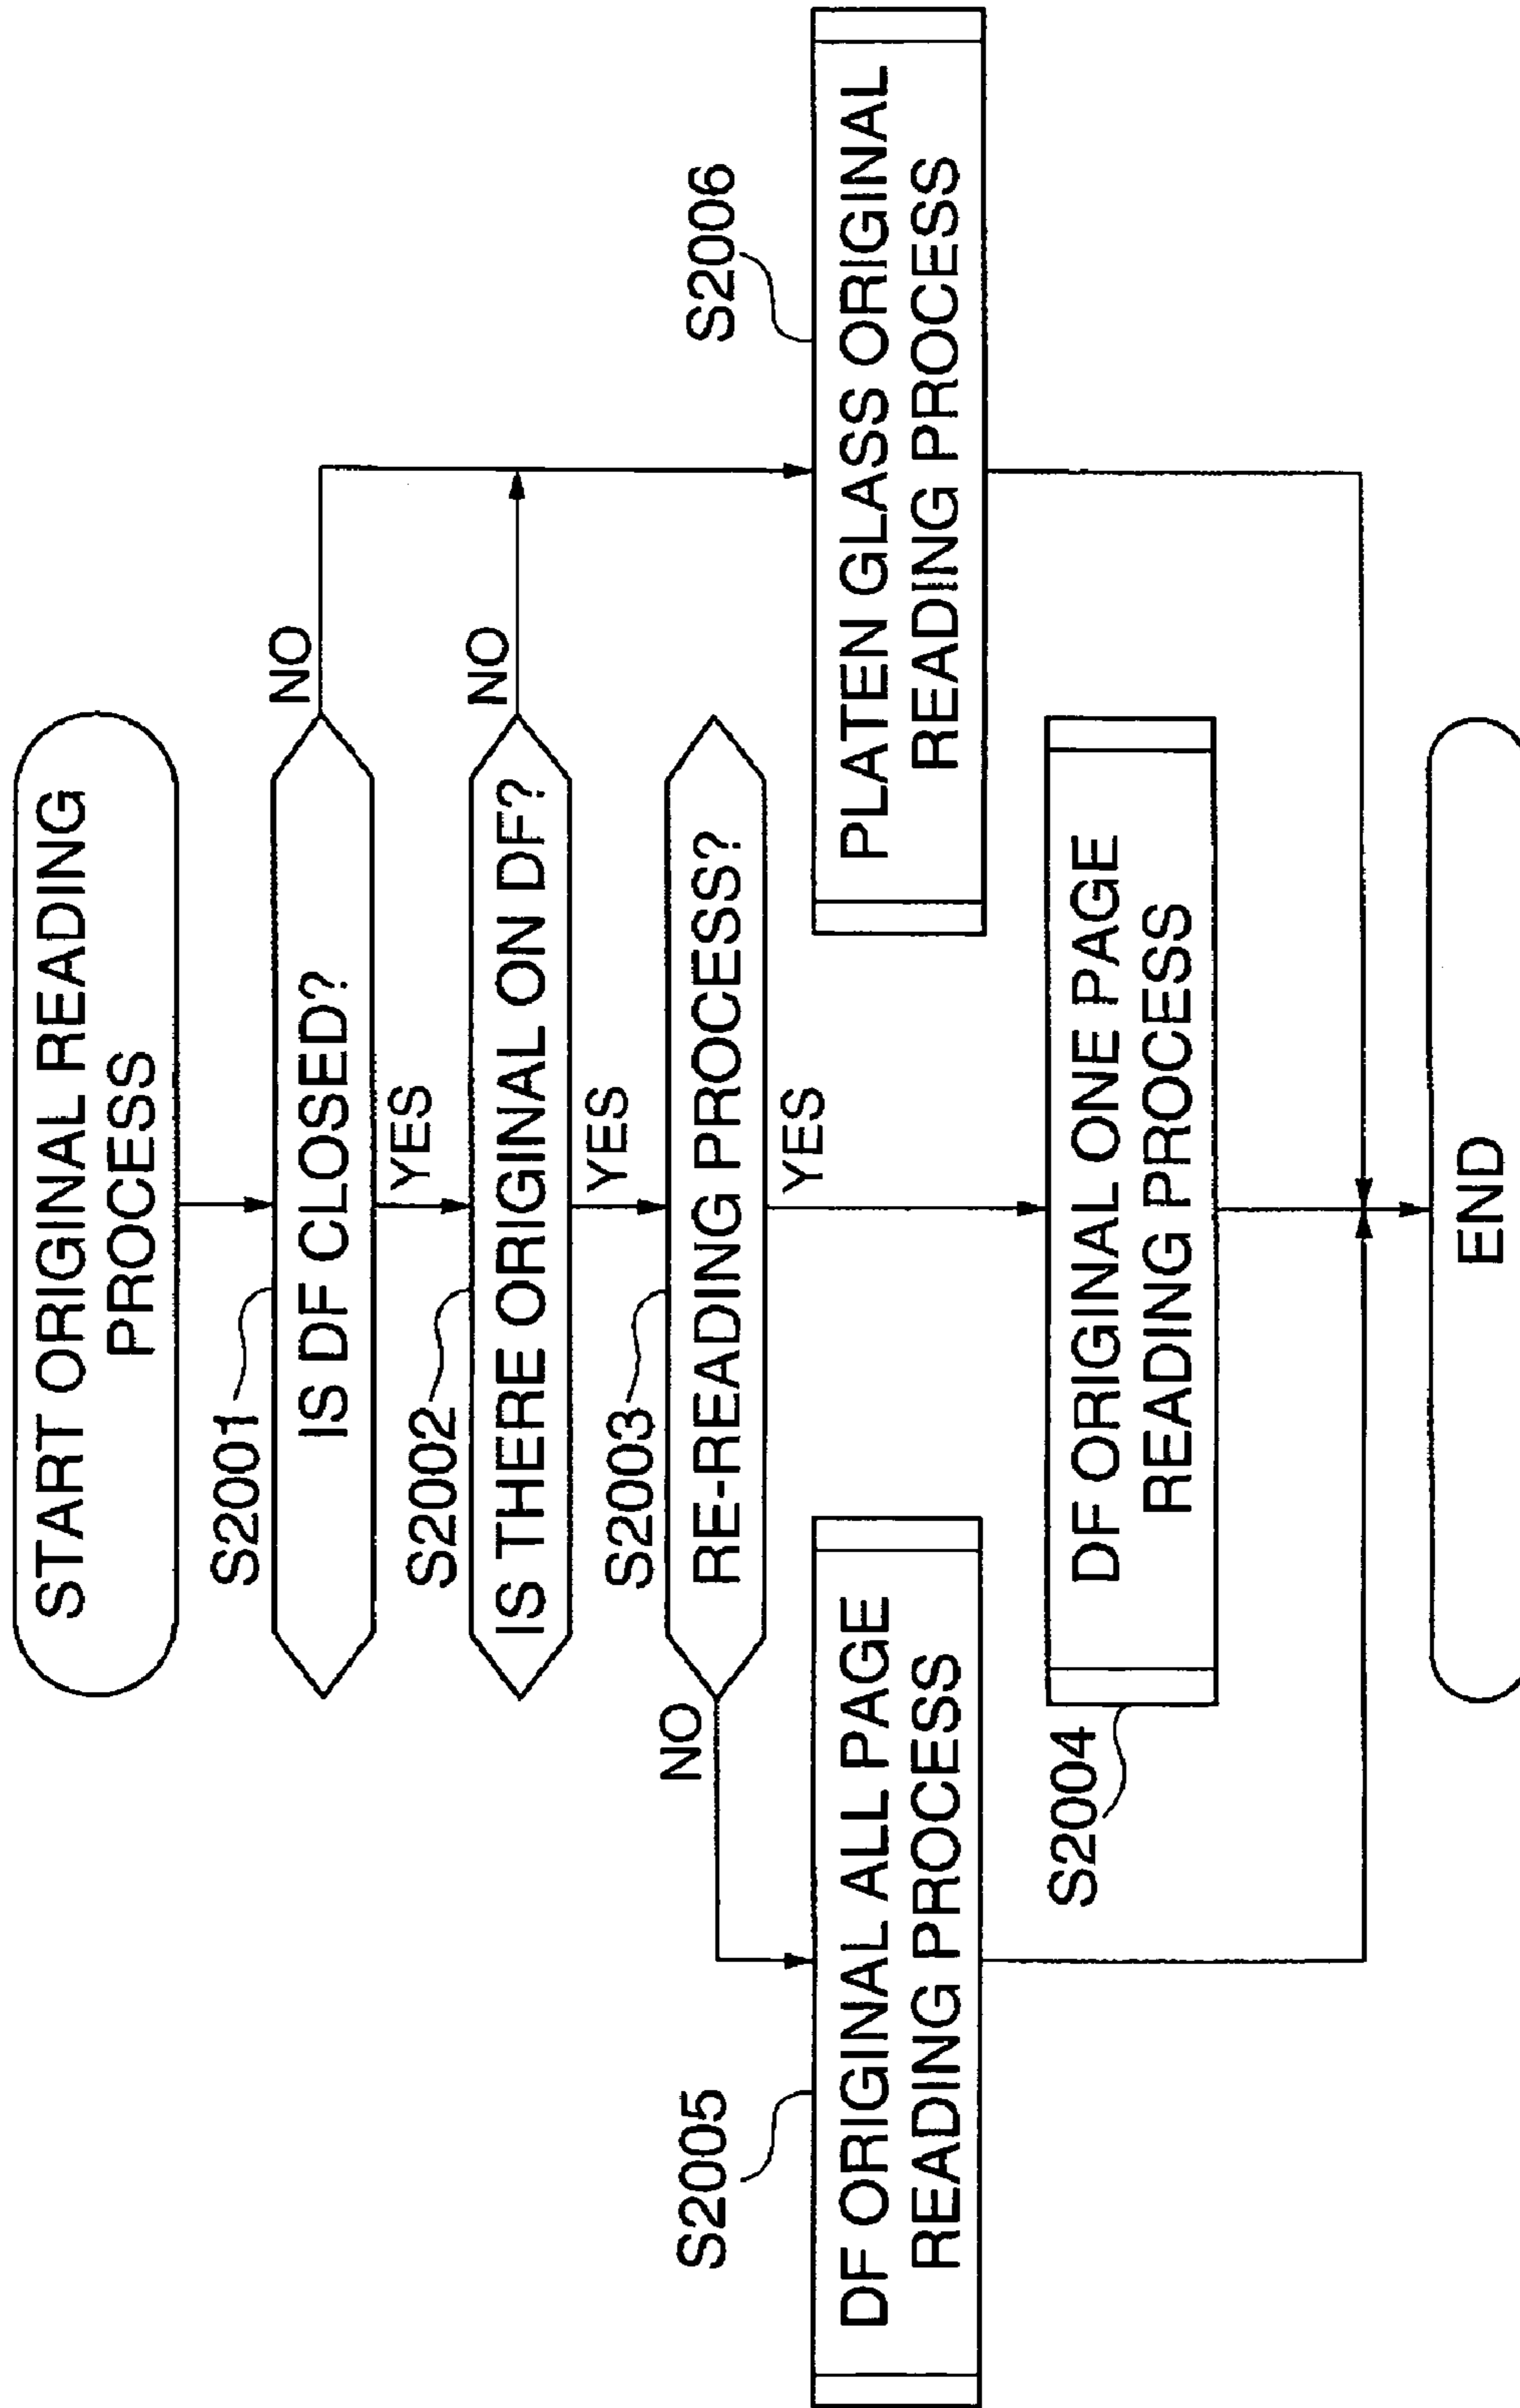 START ORIGINAL READING
PROCESS
S2001
IS DF CLOSED?
NO
YES
S2002
IS THERE ORIGINAL ON DF?
NO
YES
S2003
RE-READING PROCESS?
NO
YES
S2005
DF ORIGINAL ALL PAGE
READING PROCESS
S2006
PLATEN GLASS ORIGINAL
READING PROCESS
S2004
DF ORIGINAL ONE PAGE
READING PROCESS
END